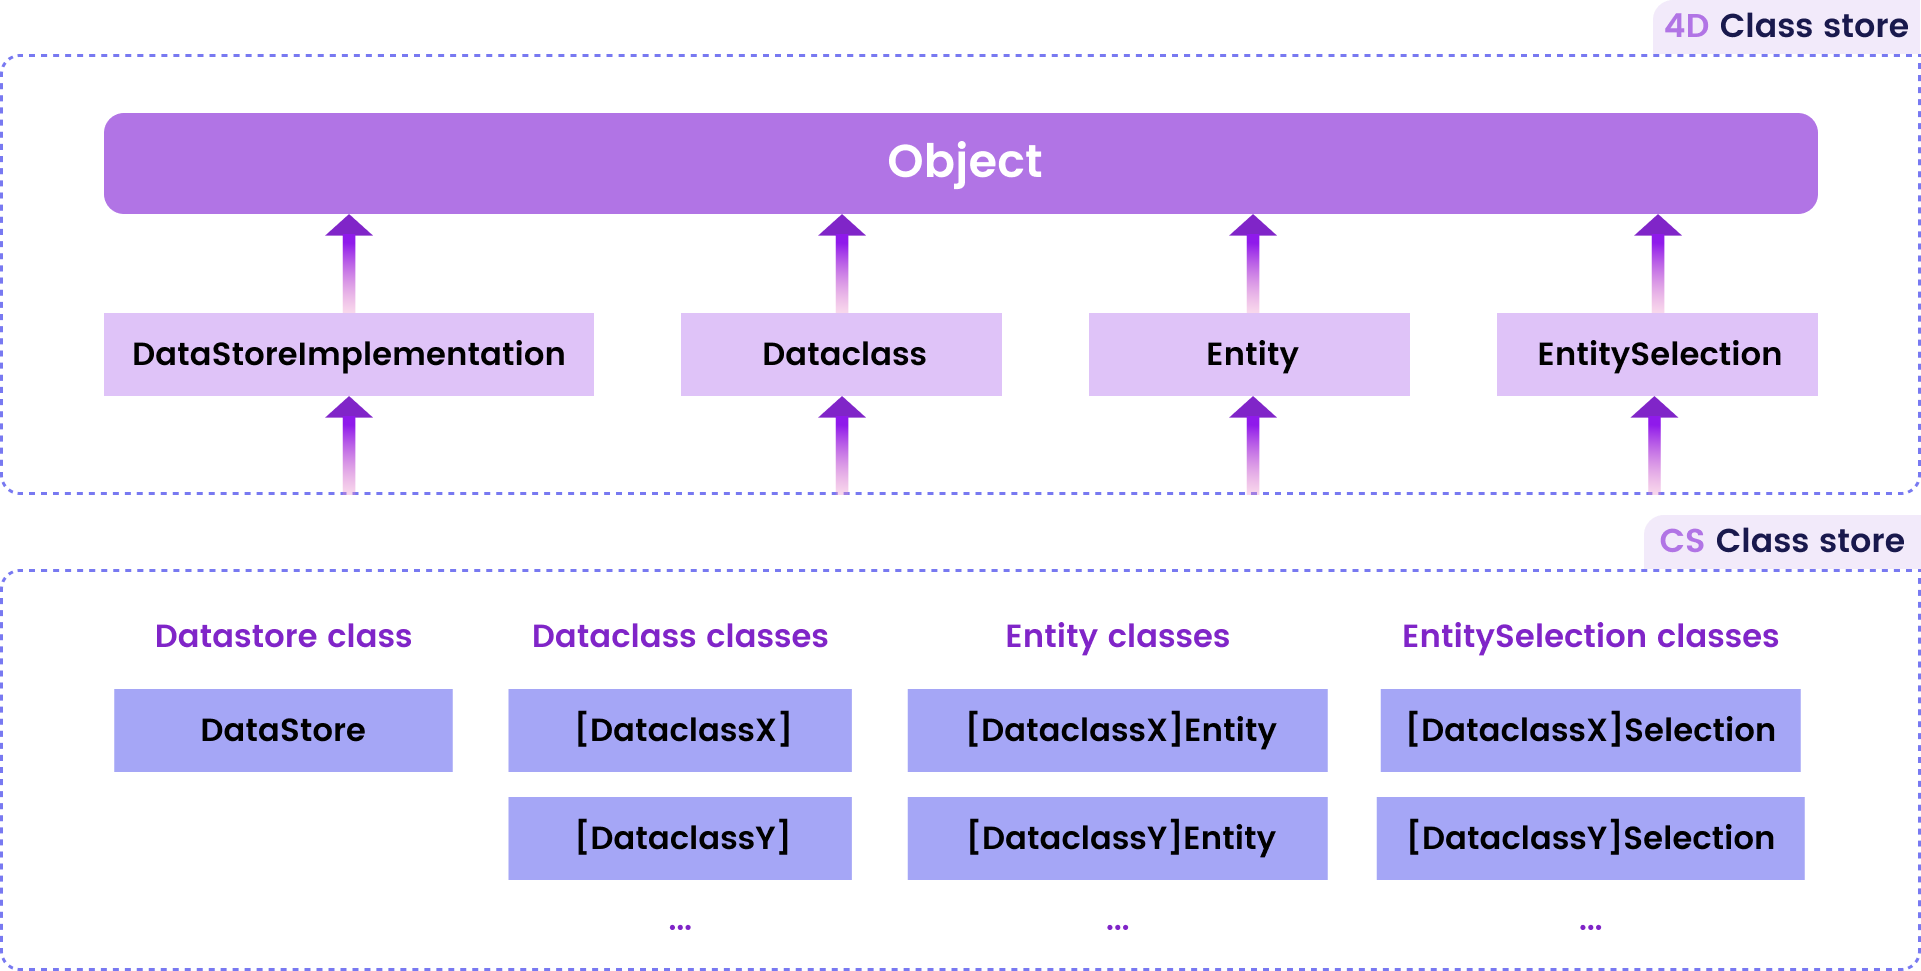 4D Class store
Object
DataStoreImplementation
Dataclass
Entity
EntitySelection
CS Class store
Datastore class
Dataclass classes
Entity classes
EntitySelection classes
DataStore
[DataclassX]
[DataclassX]Entity
[DataclassX]Selection
[DataclassY]
[DataclassY]Entity
[DataclassY]Selection
...
...
...